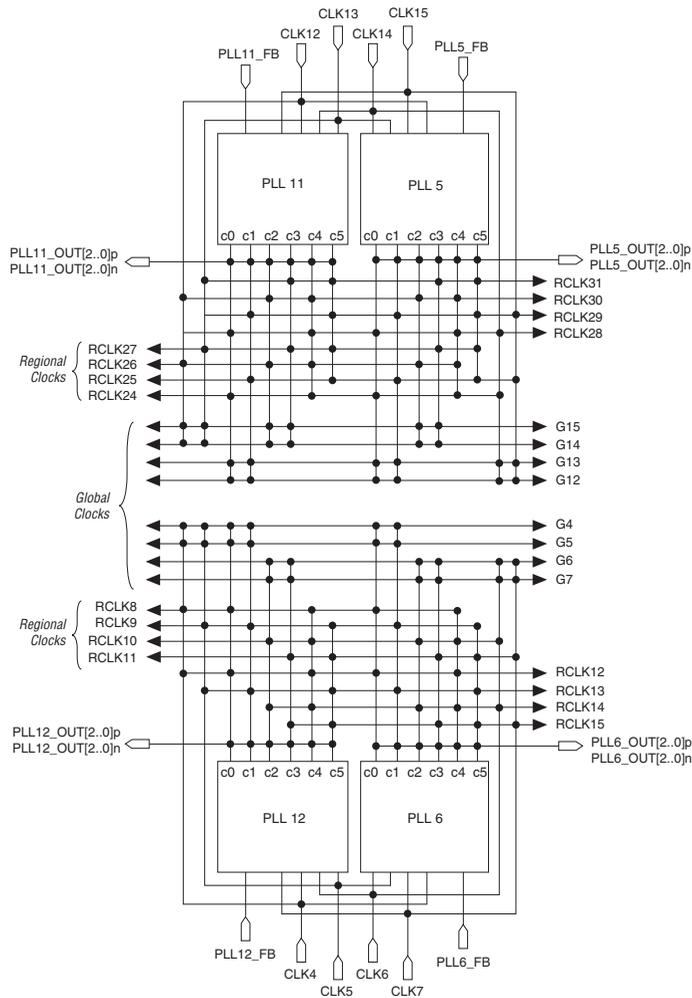 CLK13
CLK15
CLK12
CLK14
PLL11_FB
PLL5_FB
PLL 11
PLL 5
c0 c1 c2 c3 c4 c5
c0 c1 c2 c3 c4 c5
PLL11_OUT[2..0]p
PLL11_OUT[2..0]n
PLL5_OUT[2..0]p
PLL5_OUT[2..0]n
RCLK31
RCLK30
RCLK29
RCLK28
Regional
Clocks
RCLK27
RCLK26
RCLK25
RCLK24
G15
G14
G13
G12
Global
Clocks
G4
G5
G6
G7
Regional
Clocks
RCLK8
RCLK9
RCLK10
RCLK11
RCLK12
RCLK13
RCLK14
RCLK15
PLL12_OUT[2..0]p
PLL12_OUT[2..0]n
PLL6_OUT[2..0]p
PLL6_OUT[2..0]n
c0 c1 c2 c3 c4 c5
c0 c1 c2 c3 c4 c5
PLL 12
PLL 6
PLL12_FB
PLL6_FB
CLK4
CLK6
CLK5
CLK7